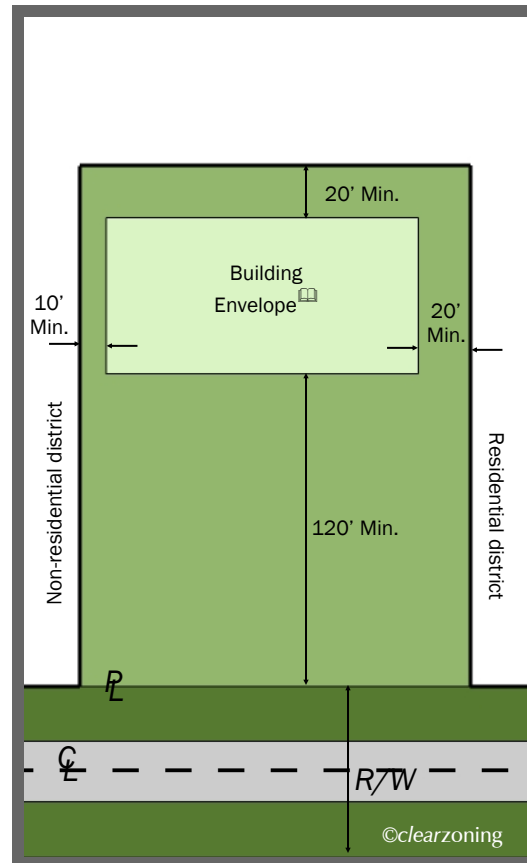 20’ Min.
Building
Envelope
10’
Min.
20’
Min.
Non-residential district
Residential district
120’ Min.
PL
CL
R/W
©clearzoning